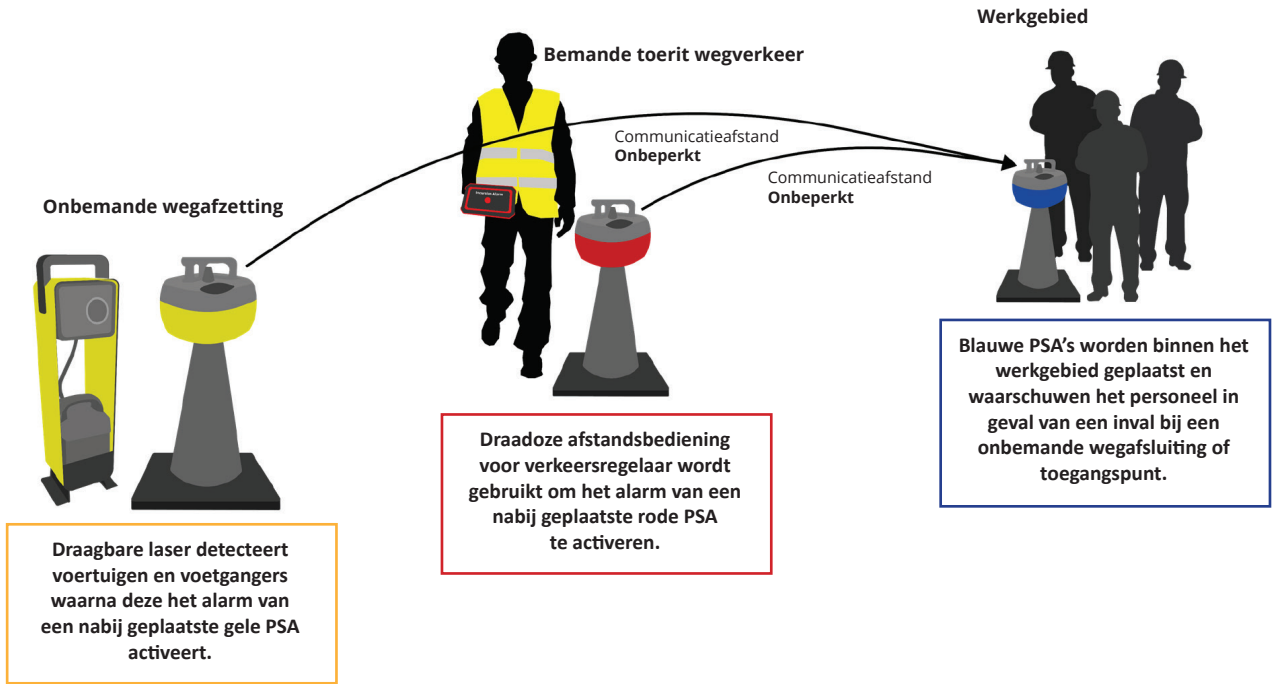 Werkgebied
Bemande toerit wegverkeer
Communicatieafstand
Onbeperkt
Communicatieafstand
Onbeperkt
Onbemande wegafzetting
Blauwe PSA's worden binnen het
werkgebied geplaatst en
waarschuwen het personeel in
geval van een inval bij een
onbemande wegafsluiting of
toegangspunt.
Draadoze afstandsbediening
voor verkeersregelaar wordt
gebruikt om het alarm van een
nabij geplaatste rode PSA
te activeren.
Draagbare laser detecteert
voertuigen en voetgangers
waarna deze het alarm van
een nabij geplaatste gele PSA
activeert.